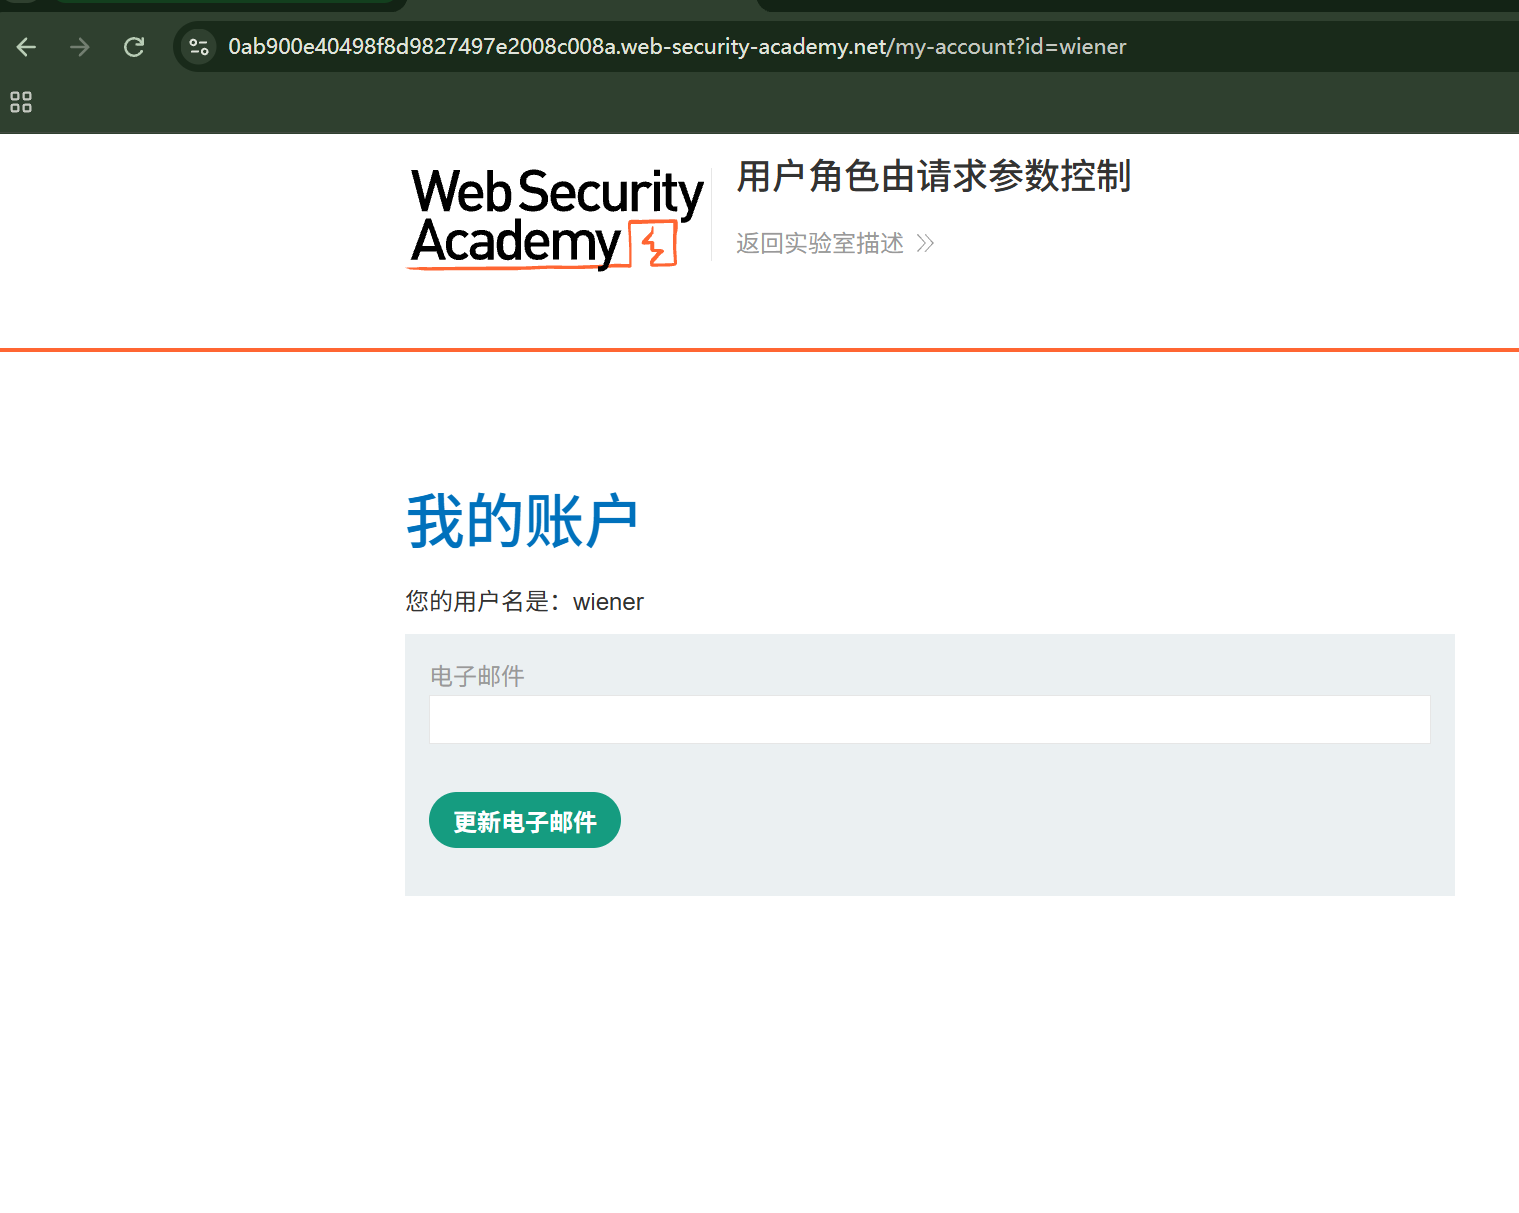 0ab900e40498f8d9827497e2008c008a.web-security-academy.net/my-account?id=wiener
Web Security
Academy
用户角色由请求参数控制
返回实验室描述
我的账户
您的用户名是：wiener
电子邮件
更新电子邮件